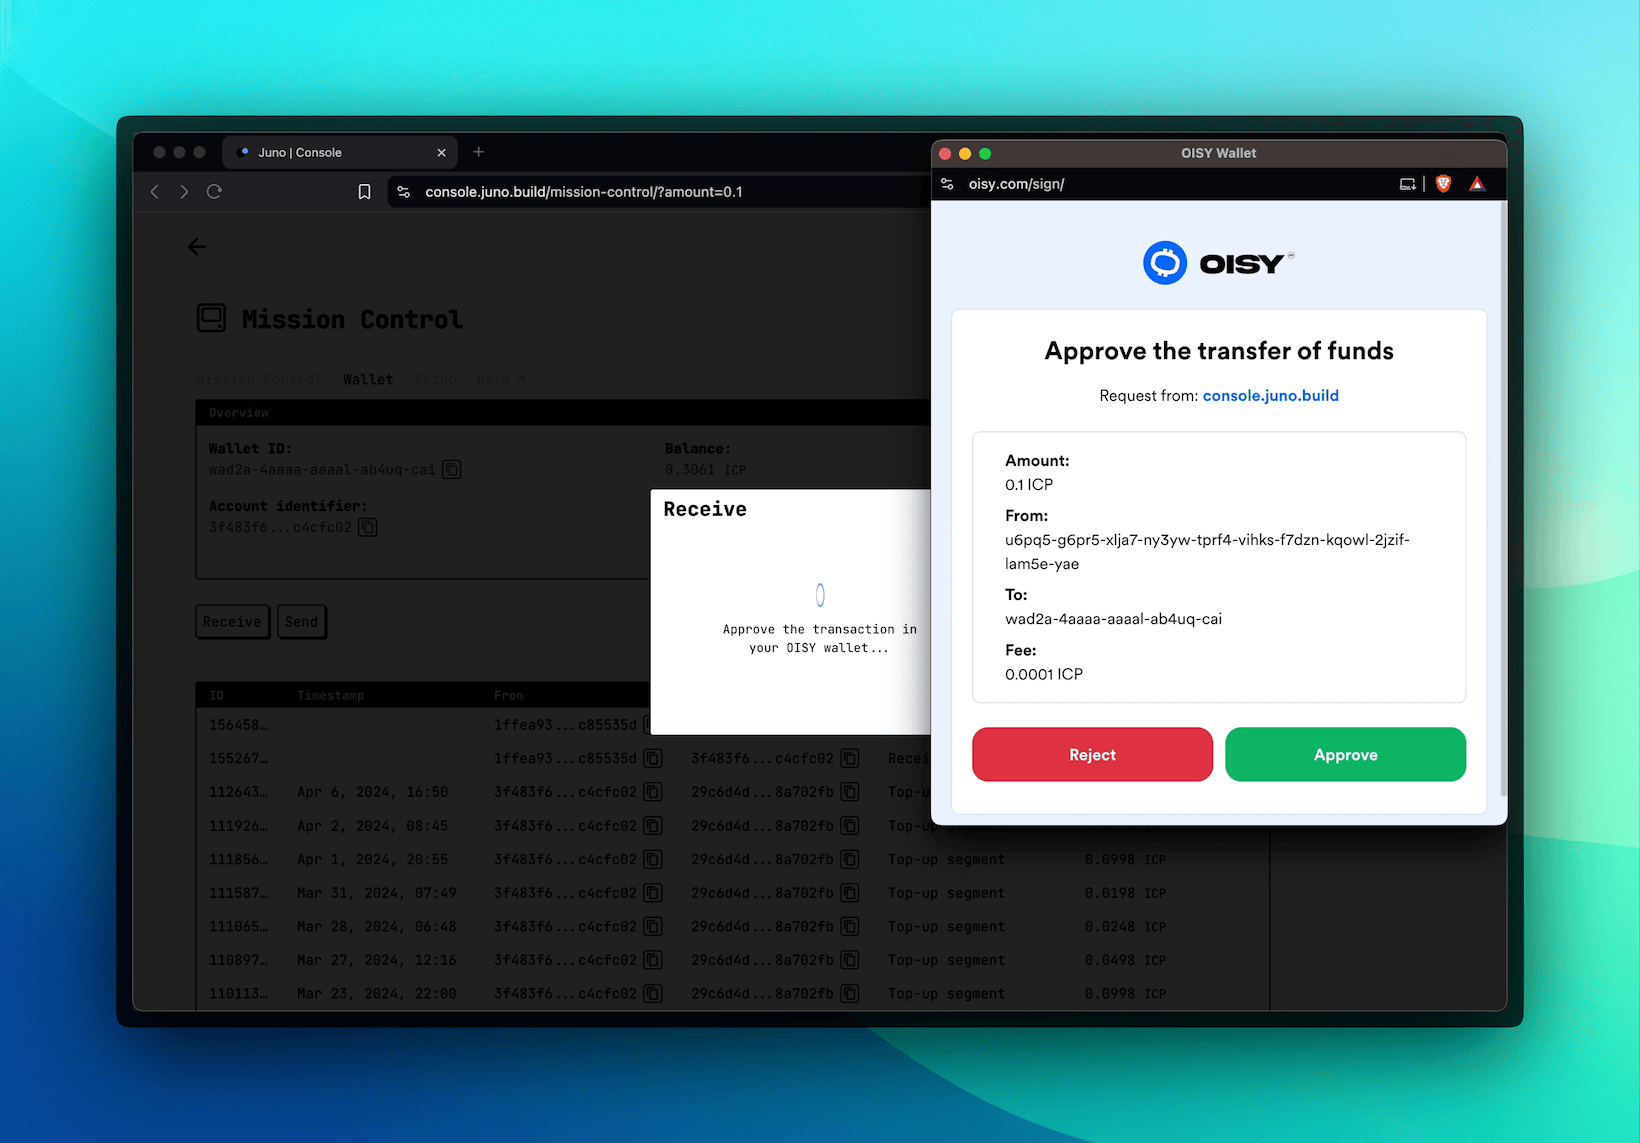 Juno | Console
console.juno.build/mission-control/?amount=0.1
Mission Control
Mission Control Wallet Setup Help
Overview
Wallet ID:
wad2a-4aaaa-aaaal-ab4uq-cai
Balance:
0.3061 ICP
Account identifier:
3f483f6...c4cfc02
Receive Send
ID Timestamp From
156458… 1ffea93...c85535d
155267… 1ffea93...c85535d 3f483f6...c4cfc02
112643… Apr 6, 2024, 16:50 3f483f6...c4cfc02 29c6d4d...8a702fb Top-up
111926… Apr 2, 2024, 08:45 3f483f6...c4cfc02 29c6d4d...8a702fb Top-up
111856… Apr 1, 2024, 20:55 3f483f6...c4cfc02 29c6d4d...8a702fb Top-up segment 0.0998 ICP
111587… Mar 31, 2024, 07:49 3f483f6...c4cfc02 29c6d4d...8a702fb Top-up segment 0.0198 ICP
111065… Mar 28, 2024, 06:48 3f483f6...c4cfc02 29c6d4d...8a702fb Top-up segment 0.0248 ICP
110897… Mar 27, 2024, 12:16 3f483f6...c4cfc02 29c6d4d...8a702fb Top-up segment 0.0498 ICP
110113… Mar 23, 2024, 22:00 3f483f6...c4cfc02 29c6d4d...8a702fb Top-up segment 0.0998 ICP
Receive
Approve the transaction in
your OISY wallet...
OISY Wallet
oisy.com/sign/
OISY
Approve the transfer of funds
Request from: console.juno.build
Amount:
0.1 ICP
From:
u6pq5-g6pr5-xlja7-ny3yw-tprf4-vihks-f7dzn-kqowl-2jzif-
lam5e-yae
To:
wad2a-4aaaa-aaaal-ab4uq-cai
Fee:
0.0001 ICP
Reject Approve